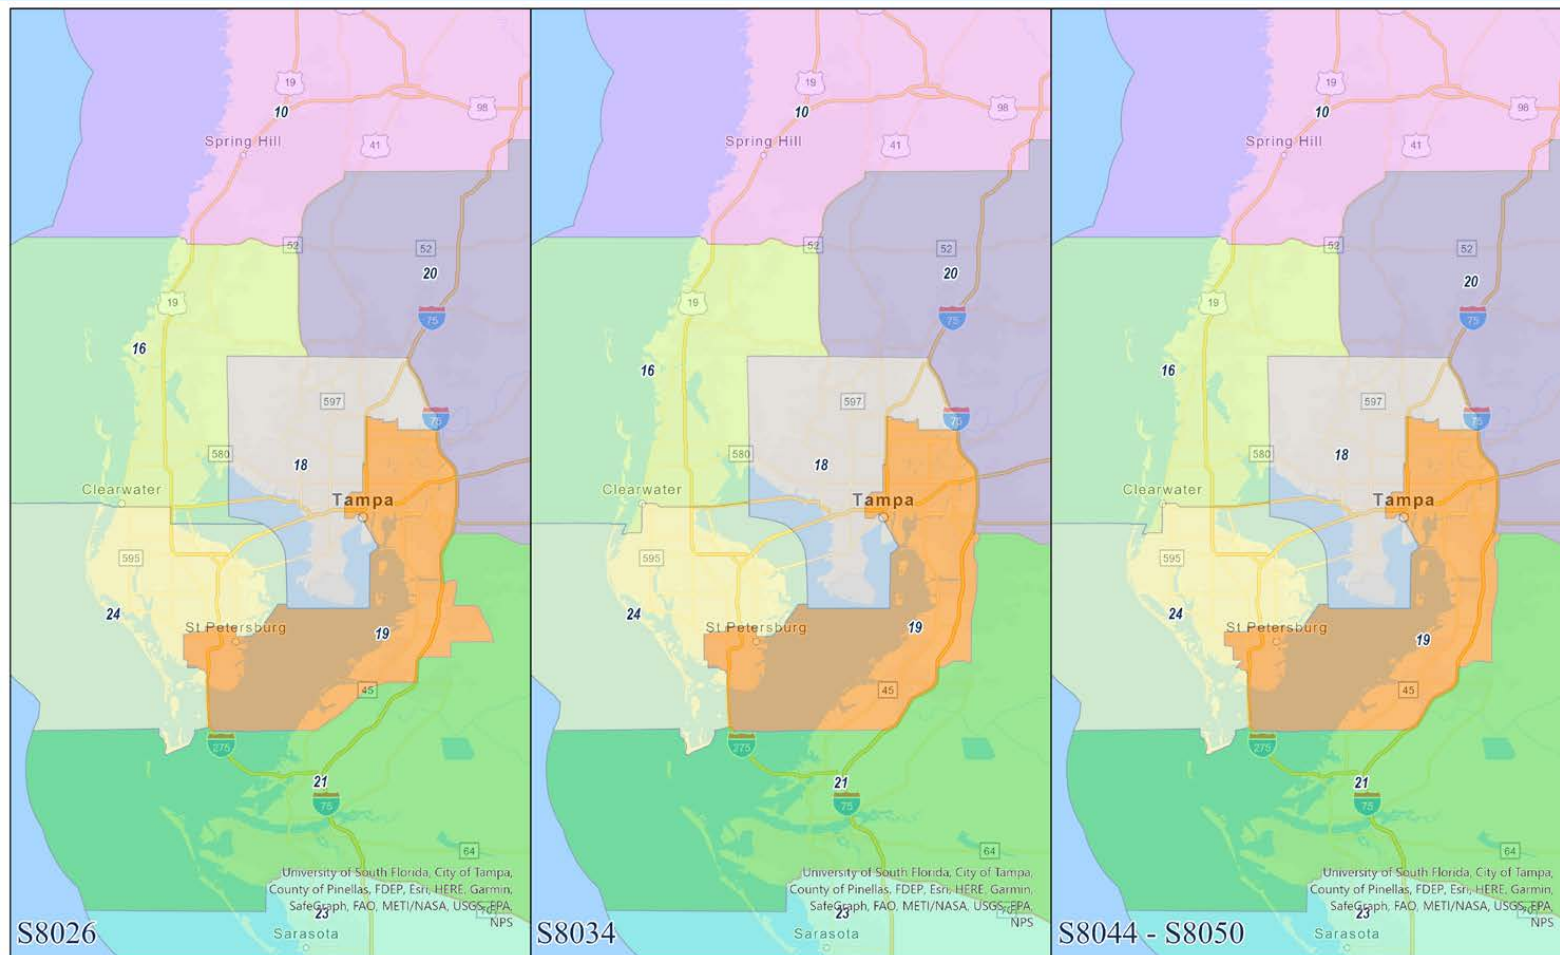 19
10
98
Spring Hill
41
52
52
20
19
75
16
597
75
580
18
Clearwater
Tampa
595
24
St Petersburg
19
45
275
21
75
64
University of South Florida, City of Tampa,
County of Pinellas, FDEP, Esri, HERE, Garmin,
SafeGraph, FAO, METI/NASA, USGS, EPA,
NPS
23
Sarasota
S8026
19
10
98
Spring Hill
41
52
52
20
19
75
16
597
75
580
18
Clearwater
Tampa
595
24
St Petersburg
19
45
275
21
75
64
University of South Florida, City of Tampa,
County of Pinellas, FDEP, Esri, HERE, Garmin,
SafeGraph, FAO, METI/NASA, USGS, EPA,
NPS
23
Sarasota
S8034
19
10
98
Spring Hill
41
52
52
20
19
75
16
597
75
580
18
Clearwater
Tampa
595
24
St Petersburg
19
45
275
21
75
64
University of South Florida, City of Tampa,
County of Pinellas, FDEP, Esri, HERE, Garmin,
SafeGraph, FAO, METI/NASA, USGS, EPA,
NPS
23
Sarasota
S8044 - S8050